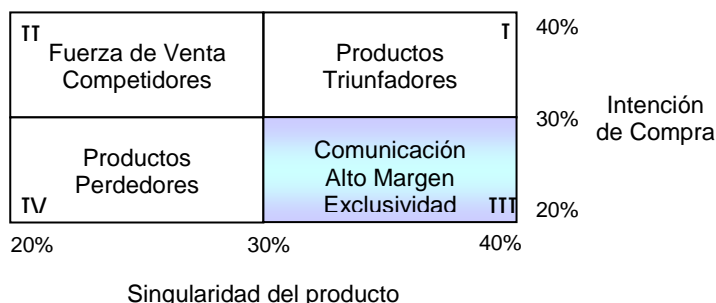 II
Fuerza de Venta
Competidores
I
Productos
Triunfadores
40%
Intención
de Compra
30%
Productos
Perdedores
IV
Comunicación
Alto Margen
Exclusividad
III
20%
20%
30%
40%
Singularidad del producto